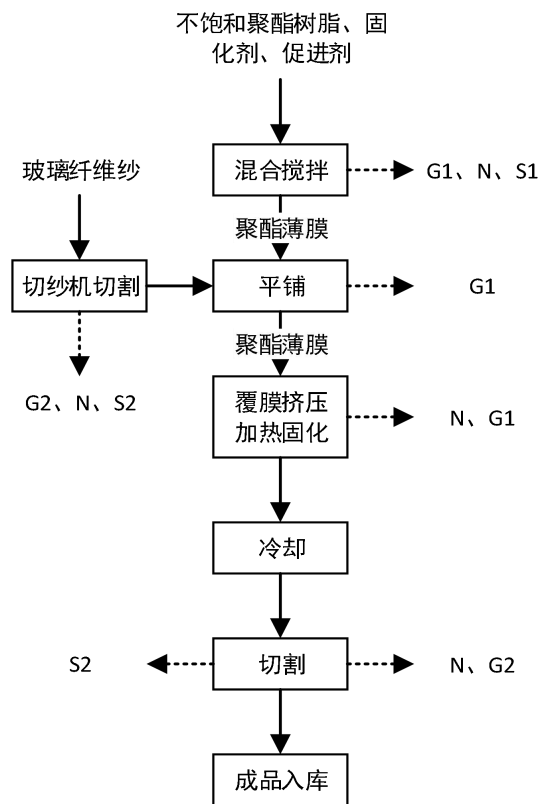 不饱和聚酯树脂、固
化剂、促进剂
混合搅拌
G1、N、S1
玻璃纤维纱
聚酯薄膜
切纱机切割
平铺
G1
聚酯薄膜
G2、N、S2
覆膜挤压
加热固化
N、G1
冷却
S2
切割
N、G2
成品入库